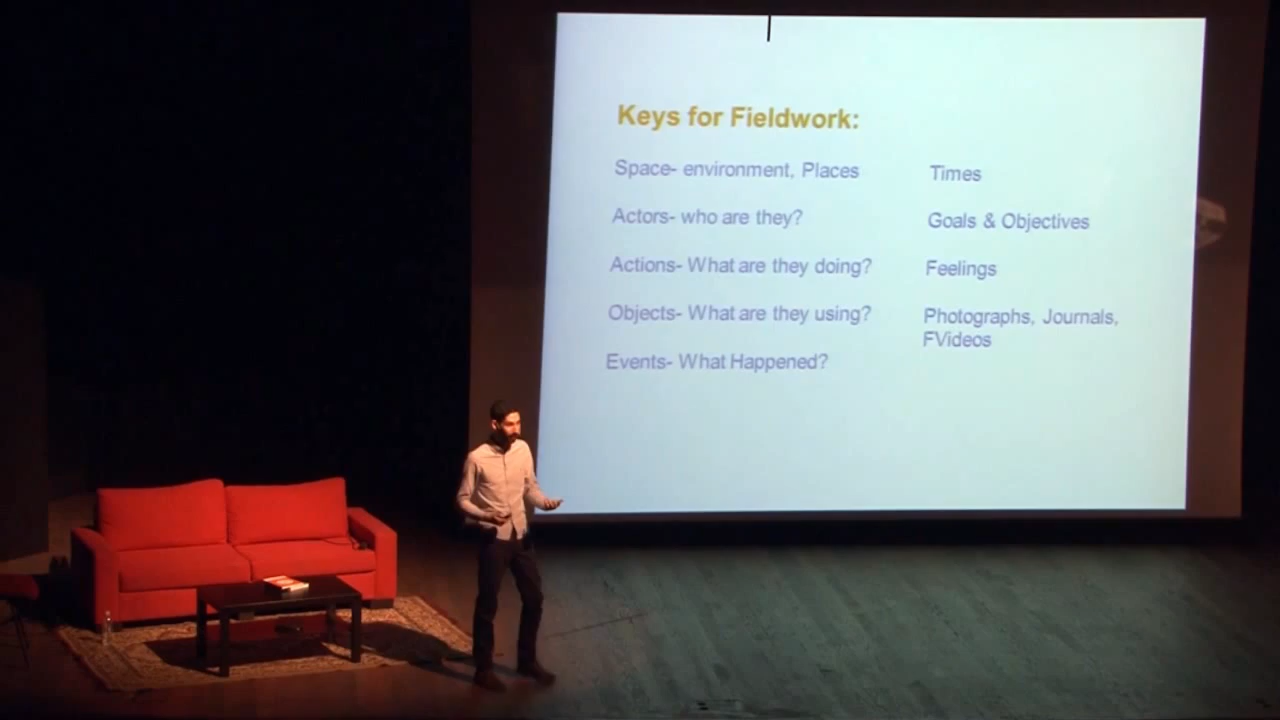 Keys for Fieldwork:
Space- environment, Places
Actors- who are they?
Actions- What are they doing?
Objects- What are they using?
Events- What Happened?
Times
Goals & Objectives
Feelings
Photographs, Journals,
FVideos